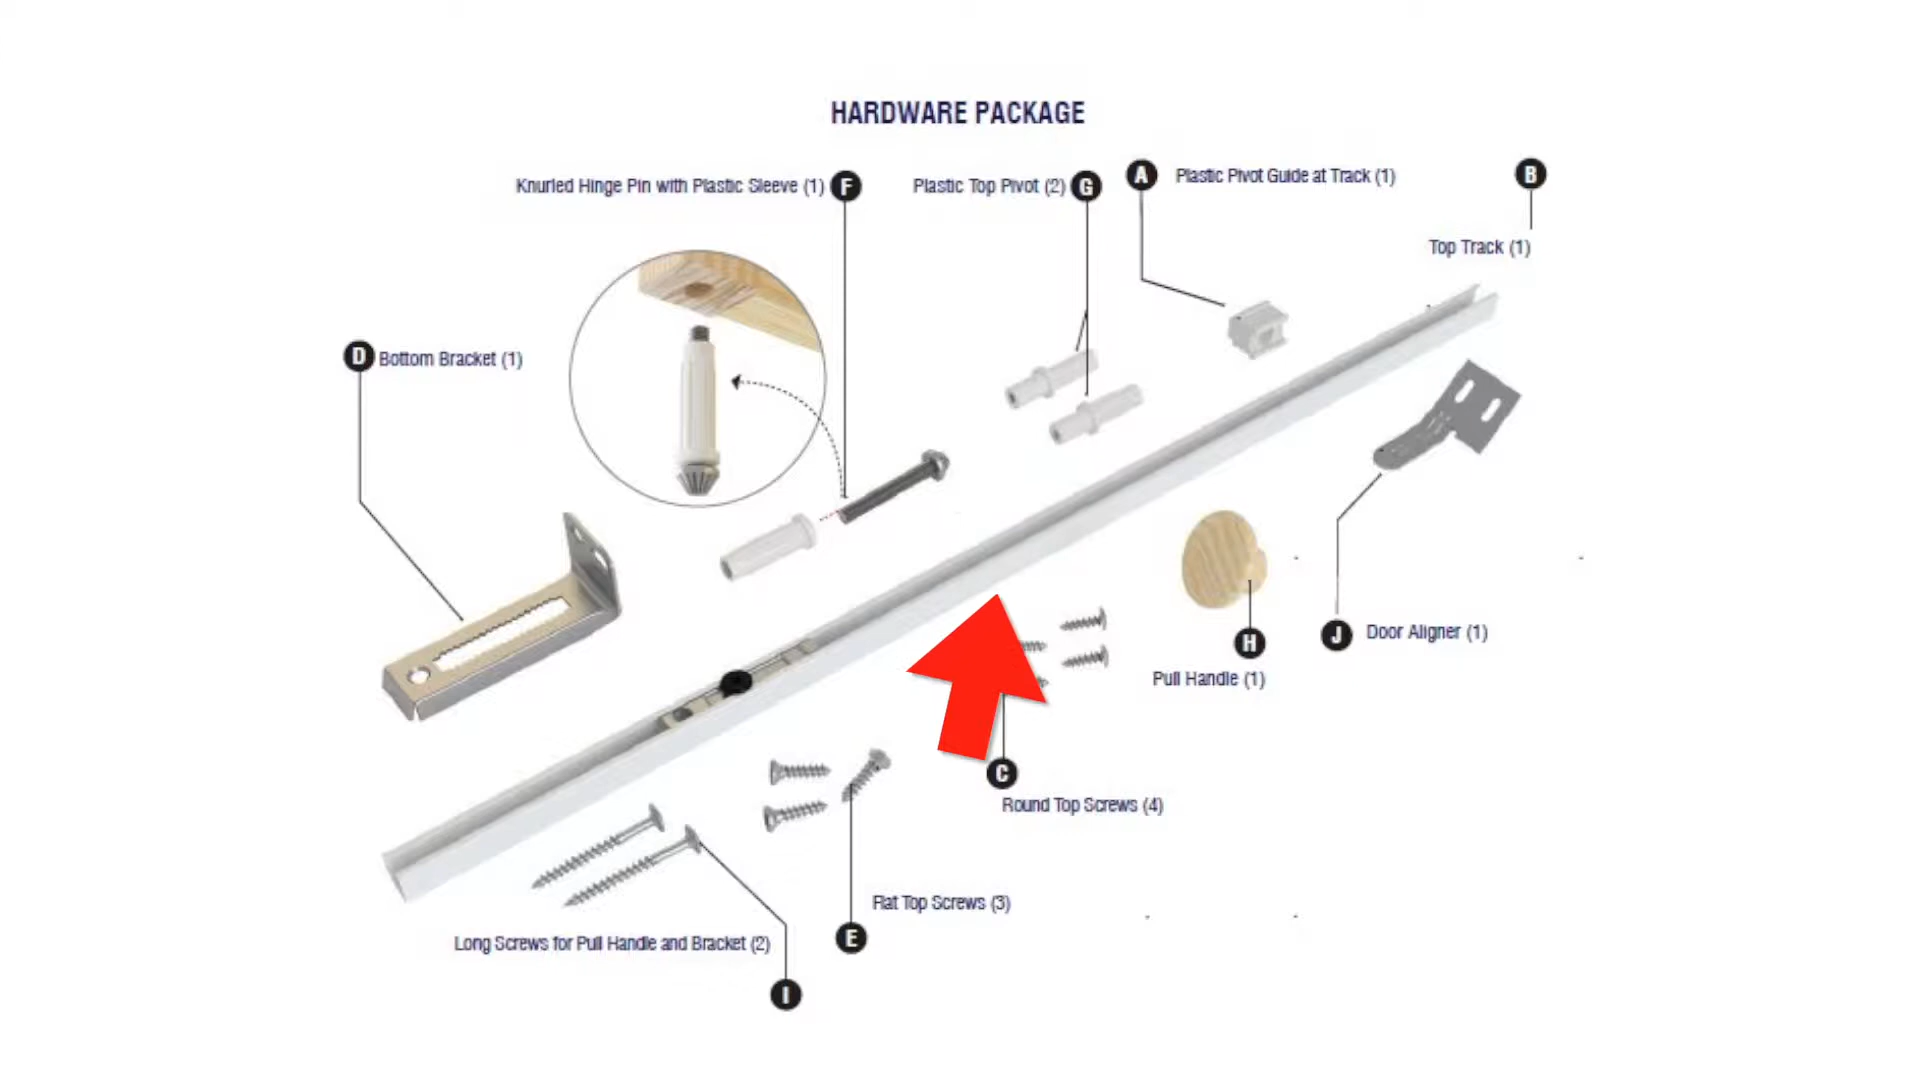 HARDWARE PACKAGE
Knurled Hinge Pin with Plastic Sleeve (1) F
Plastic Top Pivot (2) G
A Plastic Pivot Guide at Track (1)
B
Top Track (1)
D Bottom Bracket (1)
H
Pull Handle (1)
J Door Aligner (1)
C
Round Top Screws (4)
Flat Top Screws (3)
E
Long Screws for Pull Handle and Bracket (2)
I